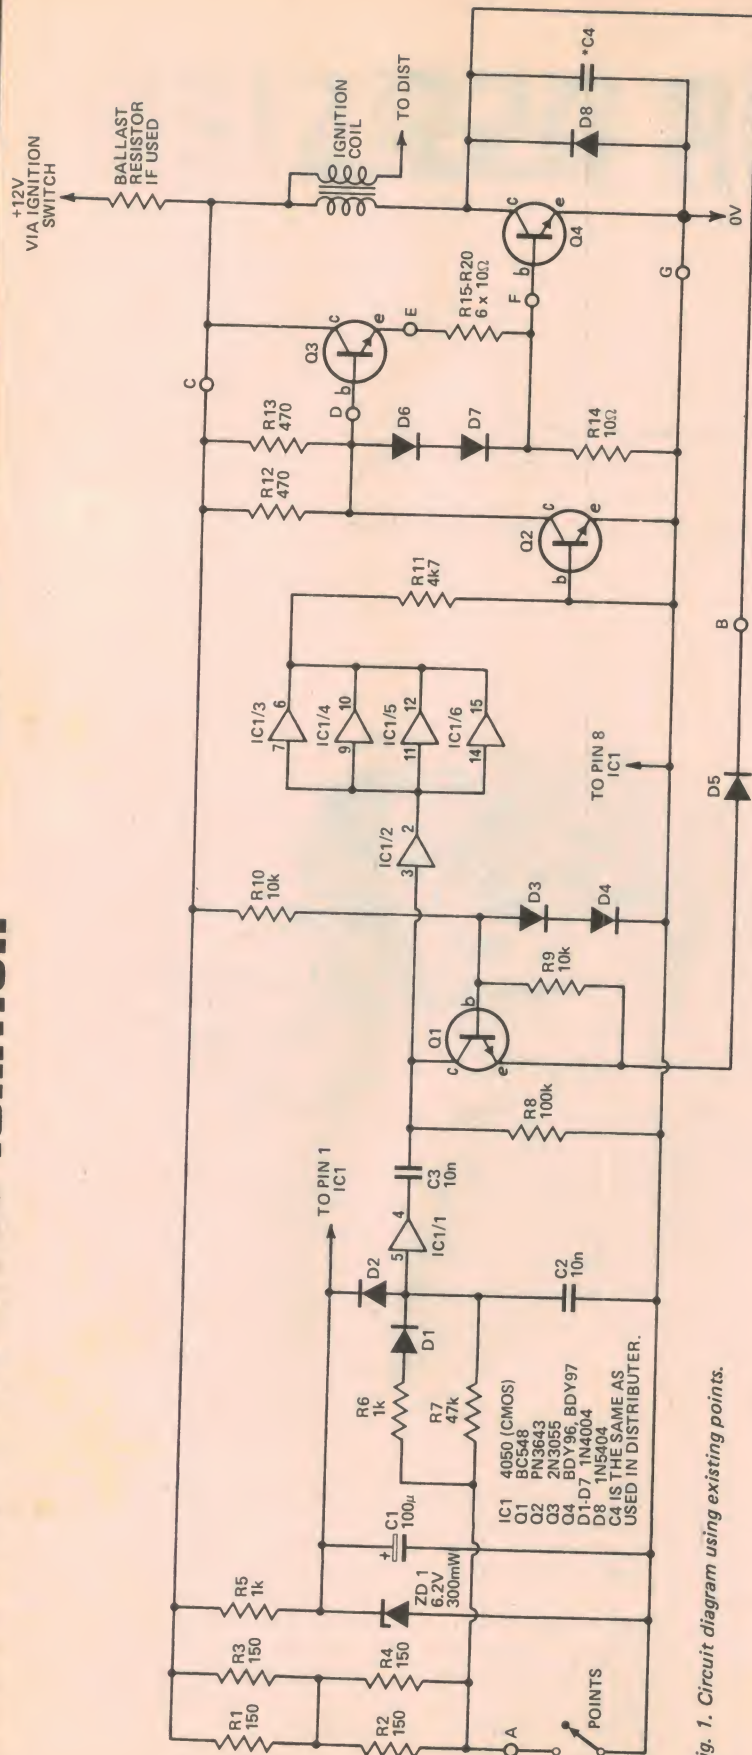 +12V
VIA IGNITION
SWITCH
BALLAST
RESISTOR
IF USED
IGNITION
COIL
TO DIST
*C4
D8
Q4
c
b
e
F
0V
G
R15-R20
6 x 10Ω
E
Q3
c
b
e
D
C
R13
470
R12
470
D6
D7
R14
10Ω
Q2
c
b
e
R11
4k7
B
D5
IC1/3
7
6
IC1/4
9
10
IC1/5
11
12
IC1/6
14
15
TO PIN 8
IC1
IC1/2
3
2
R10
10k
D3
D4
R9
10k
Q1
b
c
e
R8
100k
TO PIN 1
IC1
C3
10n
4
5
IC1/1
D2
D1
C2
10n
R6
1k
R7
47k
C1
100µ
+
ZD 1
6.2V
300mW
R5
1k
R3
150
R4
150
R1
150
R2
150
A
POINTS
IC1 4050 (CMOS)
Q1 BC548
Q2 PN3643
Q3 2N3055
Q4 BDY96, BDY97
D1-D7 1N4004
D8 1N5404
C4 IS THE SAME AS
USED IN DISTRIBUTER.
ig. 1. Circuit diagram using existing points.